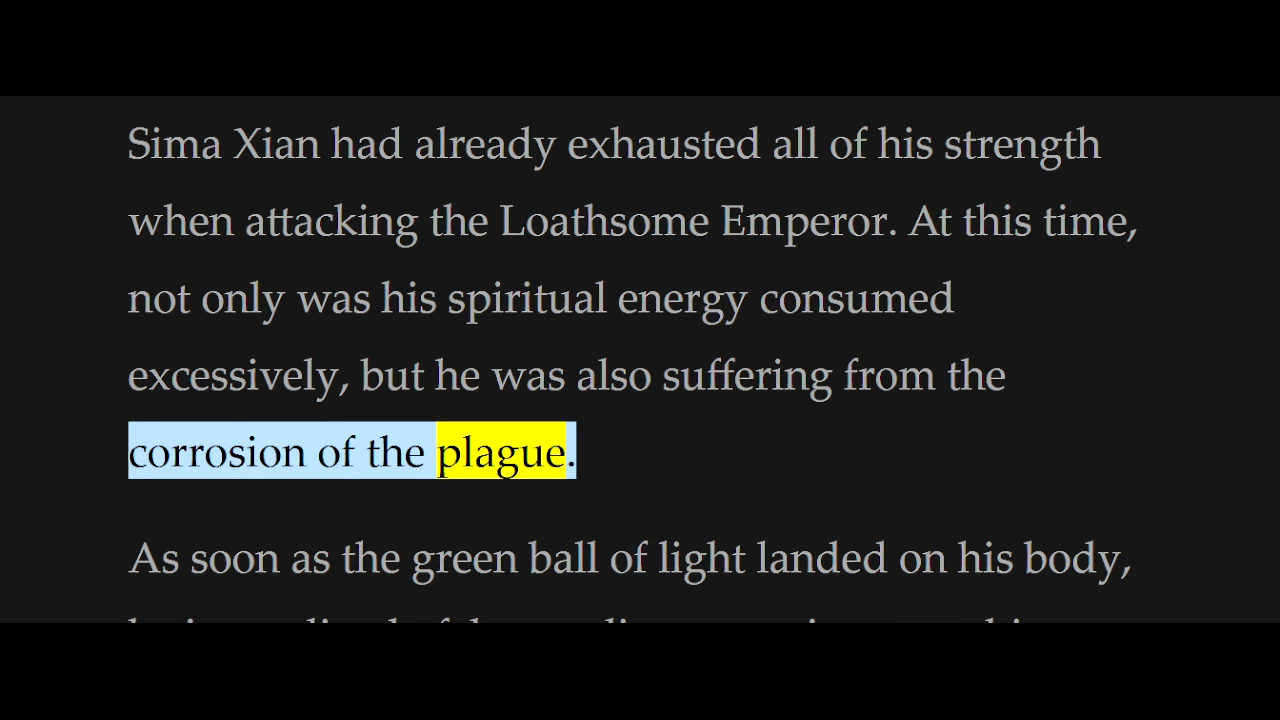 Sima Xian had already exhausted all of his strength
when attacking the Loathsome Emperor. At this time,
not only was his spiritual energy consumed
excessively, but he was also suffering from the
corrosion of the plague.
As soon as the green ball of light landed on his body,